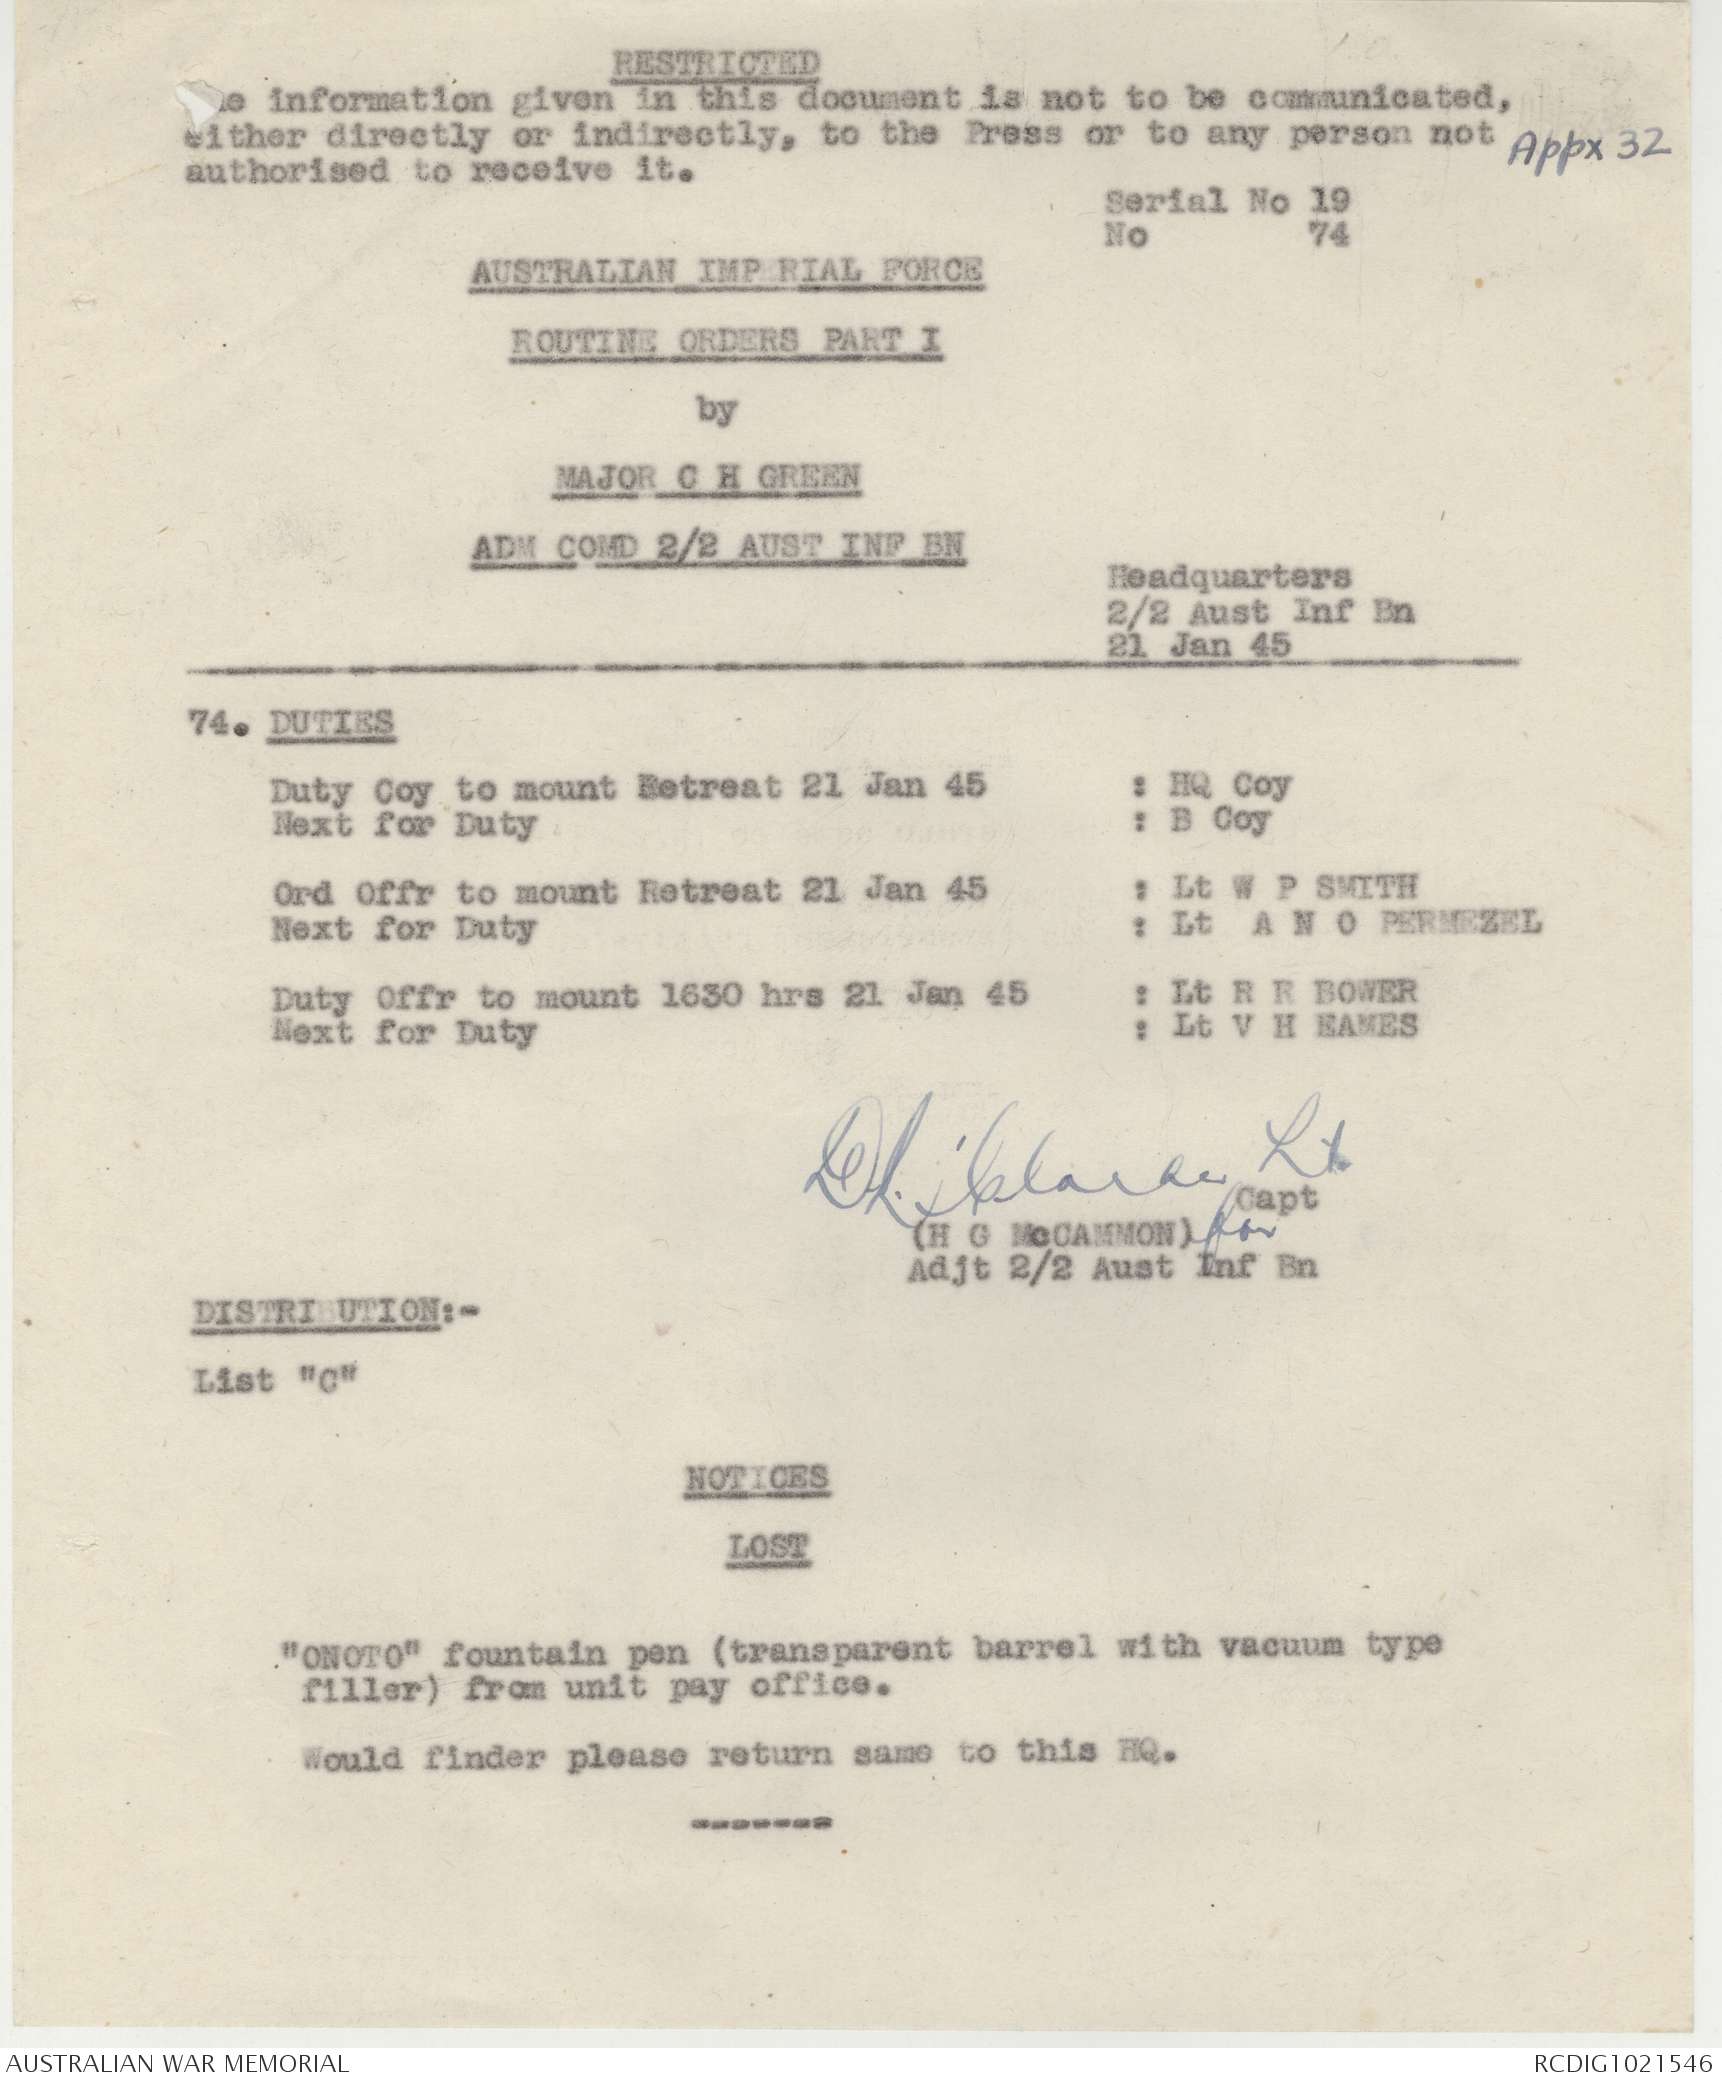 RESTRICTED
The information given in this document is not to be communicated,
either directly or indirectly, to the Press or to any person not
Appx 32
authorised to receive it.
Serial No 19
No 74
AUSTRALIAN IMPERIAL FORCE
ROUTINE ORDERS PART I
by
MAJOR C H GREEN
ADM COMD 2/2 AUST INF BN
Headquarters
2/2 Aust Inf Bn
21 Jan 45
74. DUTIES
Duty Coy to mount Retreat 21 Jan 45 : HQ Coy
Next for Duty : B Coy
Ord Offr to mount Retreat 21 Jan 45 : Lt W P SMITH
Next for Duty : Lt A N O PERMEZEL
Duty Offr to mount 1630 hrs 21 Jan 45 : Lt R R BOWER
Next for Duty : Lt V H EAMES
Lt.
Capt
(H G McCAMMON) for
Adjt 2/2 Aust Inf Bn
DISTRIBUTION:-
List "C"
NOTICES
LOST
"ONOTO" fountain pen (transparent barrel with vacuum type
filler) from unit pay office.
Would finder please return same to this HQ.
-------
AUSTRALIAN WAR MEMORIAL
RCDIG1021546